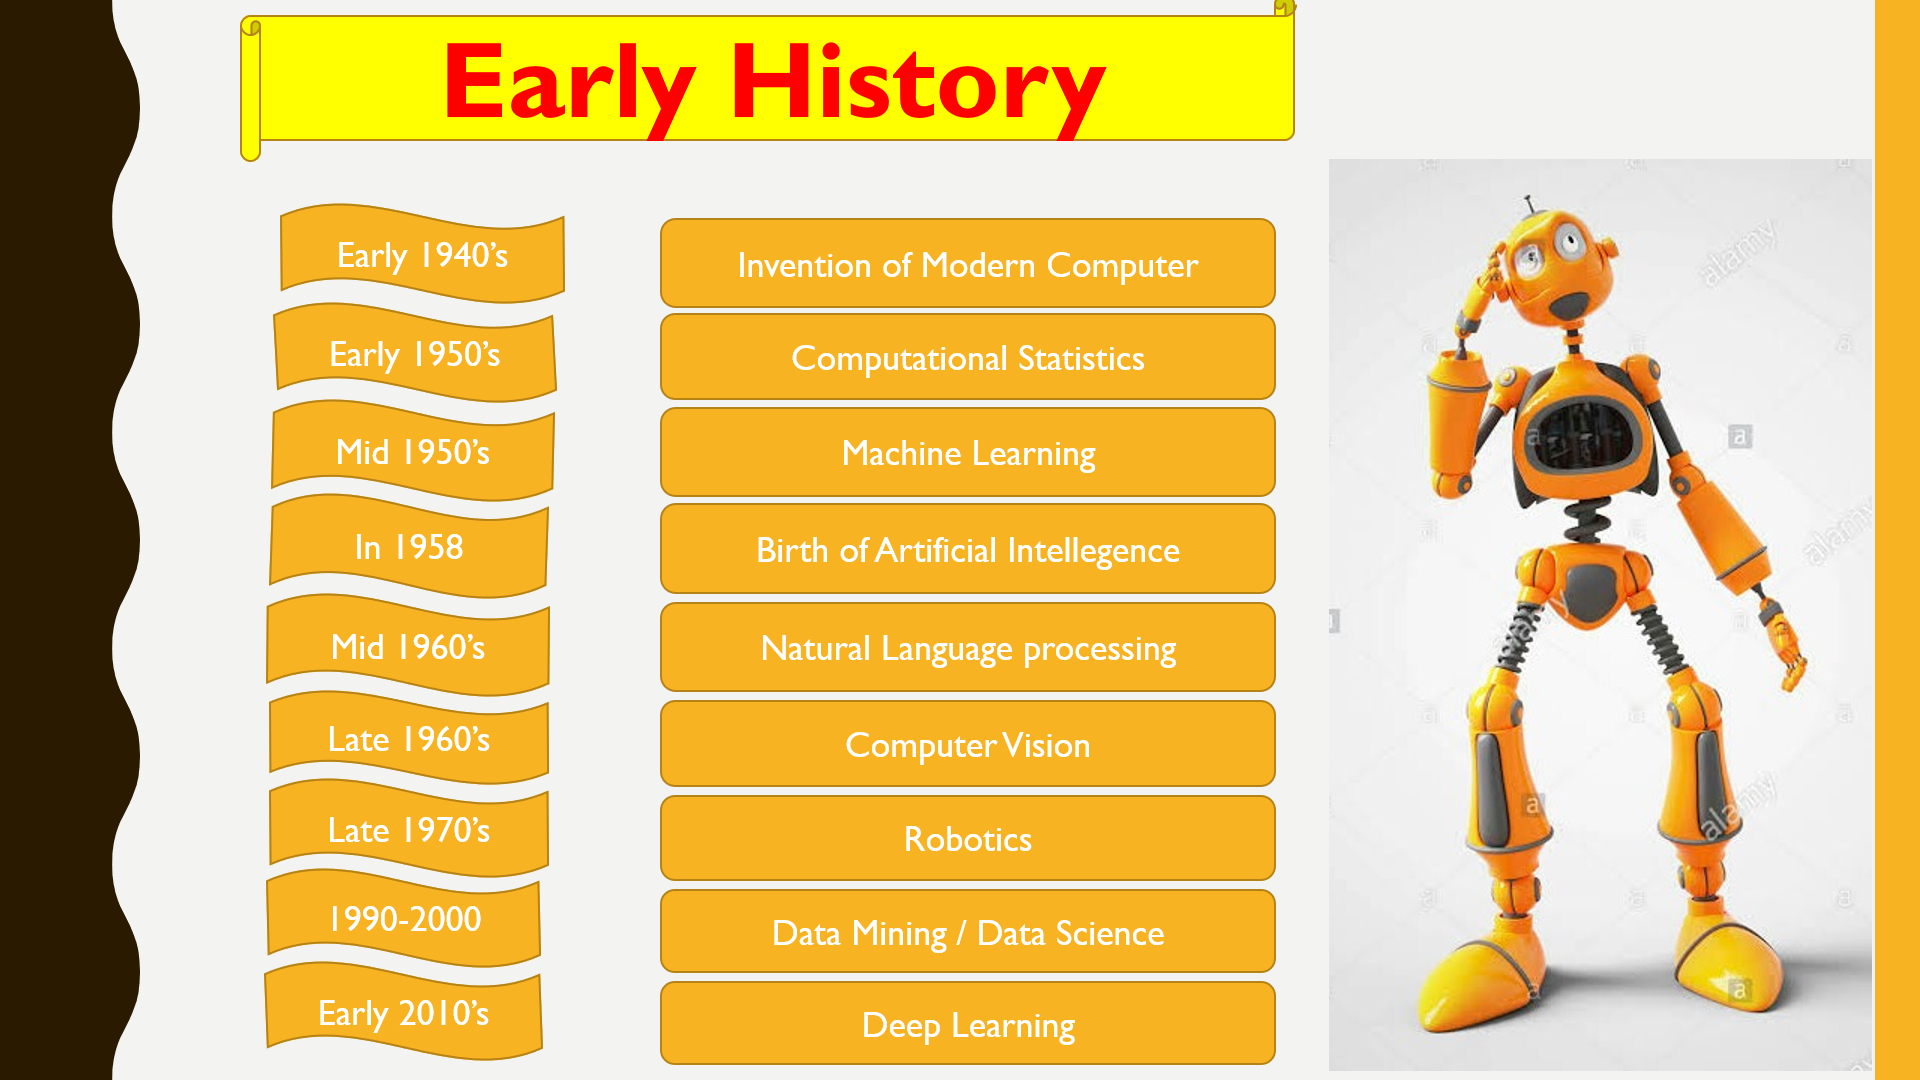 Early History
Early 1940’s
Invention of Modern Computer
Early 1950’s
Computational Statistics
Mid 1950’s
Machine Learning
In 1958
Birth of Artificial Intellegence
Mid 1960’s
Natural Language processing
Late 1960’s
Computer Vision
Late 1970’s
Robotics
1990-2000
Data Mining / Data Science
Early 2010’s
Deep Learning
alamy
alamy
alamy
alamy